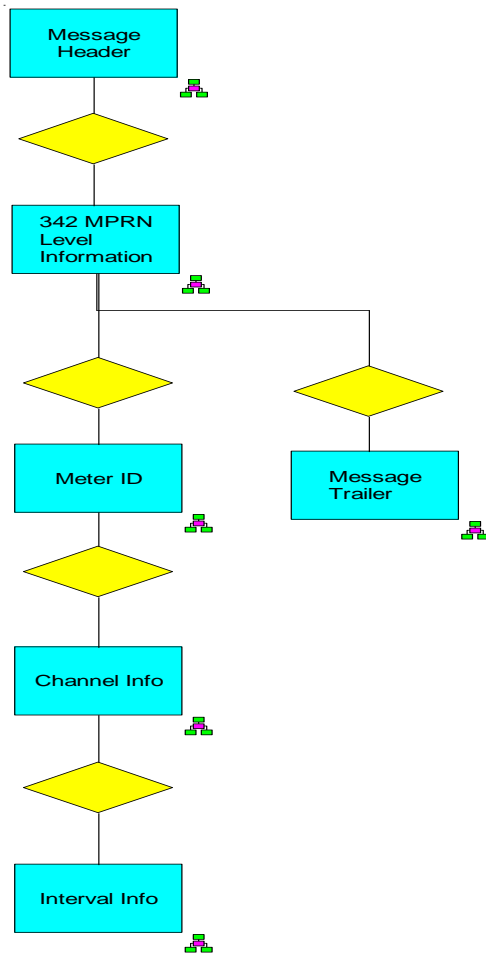 Message
Header
342 MPRN
Level
Information
Meter ID
Message
Trailer
Channel Info
Interval Info